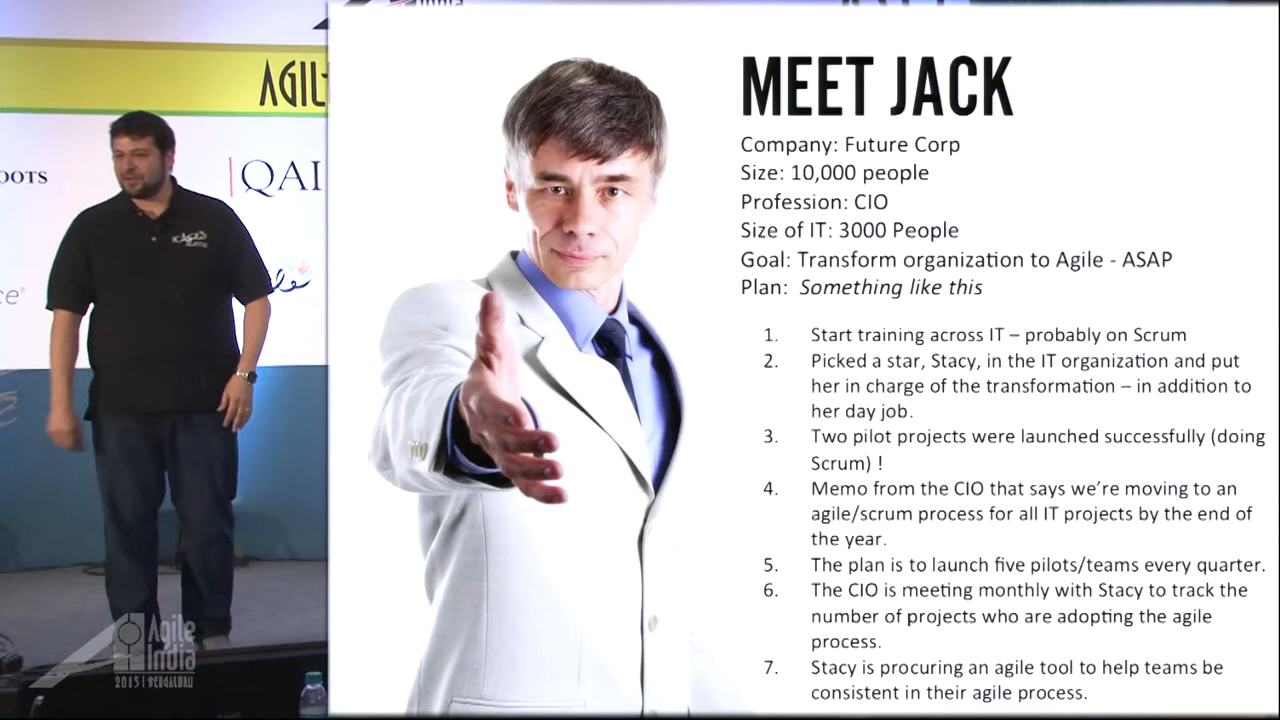 India
AGIL
OOTS
QAI
ce®
Agile
India
2015 | BENGALURU
MEET JACK
Company: Future Corp
Size: 10,000 people
Profession: CIO
Size of IT: 3000 People
Goal: Transform organization to Agile - ASAP
Plan: Something like this
1. Start training across IT – probably on Scrum
2. Picked a star, Stacy, in the IT organization and put
her in charge of the transformation – in addition to
her day job.
3. Two pilot projects were launched successfully (doing
Scrum) !
4. Memo from the CIO that says we’re moving to an
agile/scrum process for all IT projects by the end of
the year.
5. The plan is to launch five pilots/teams every quarter.
6. The CIO is meeting monthly with Stacy to track the
number of projects who are adopting the agile
process.
7. Stacy is procuring an agile tool to help teams be
consistent in their agile process.